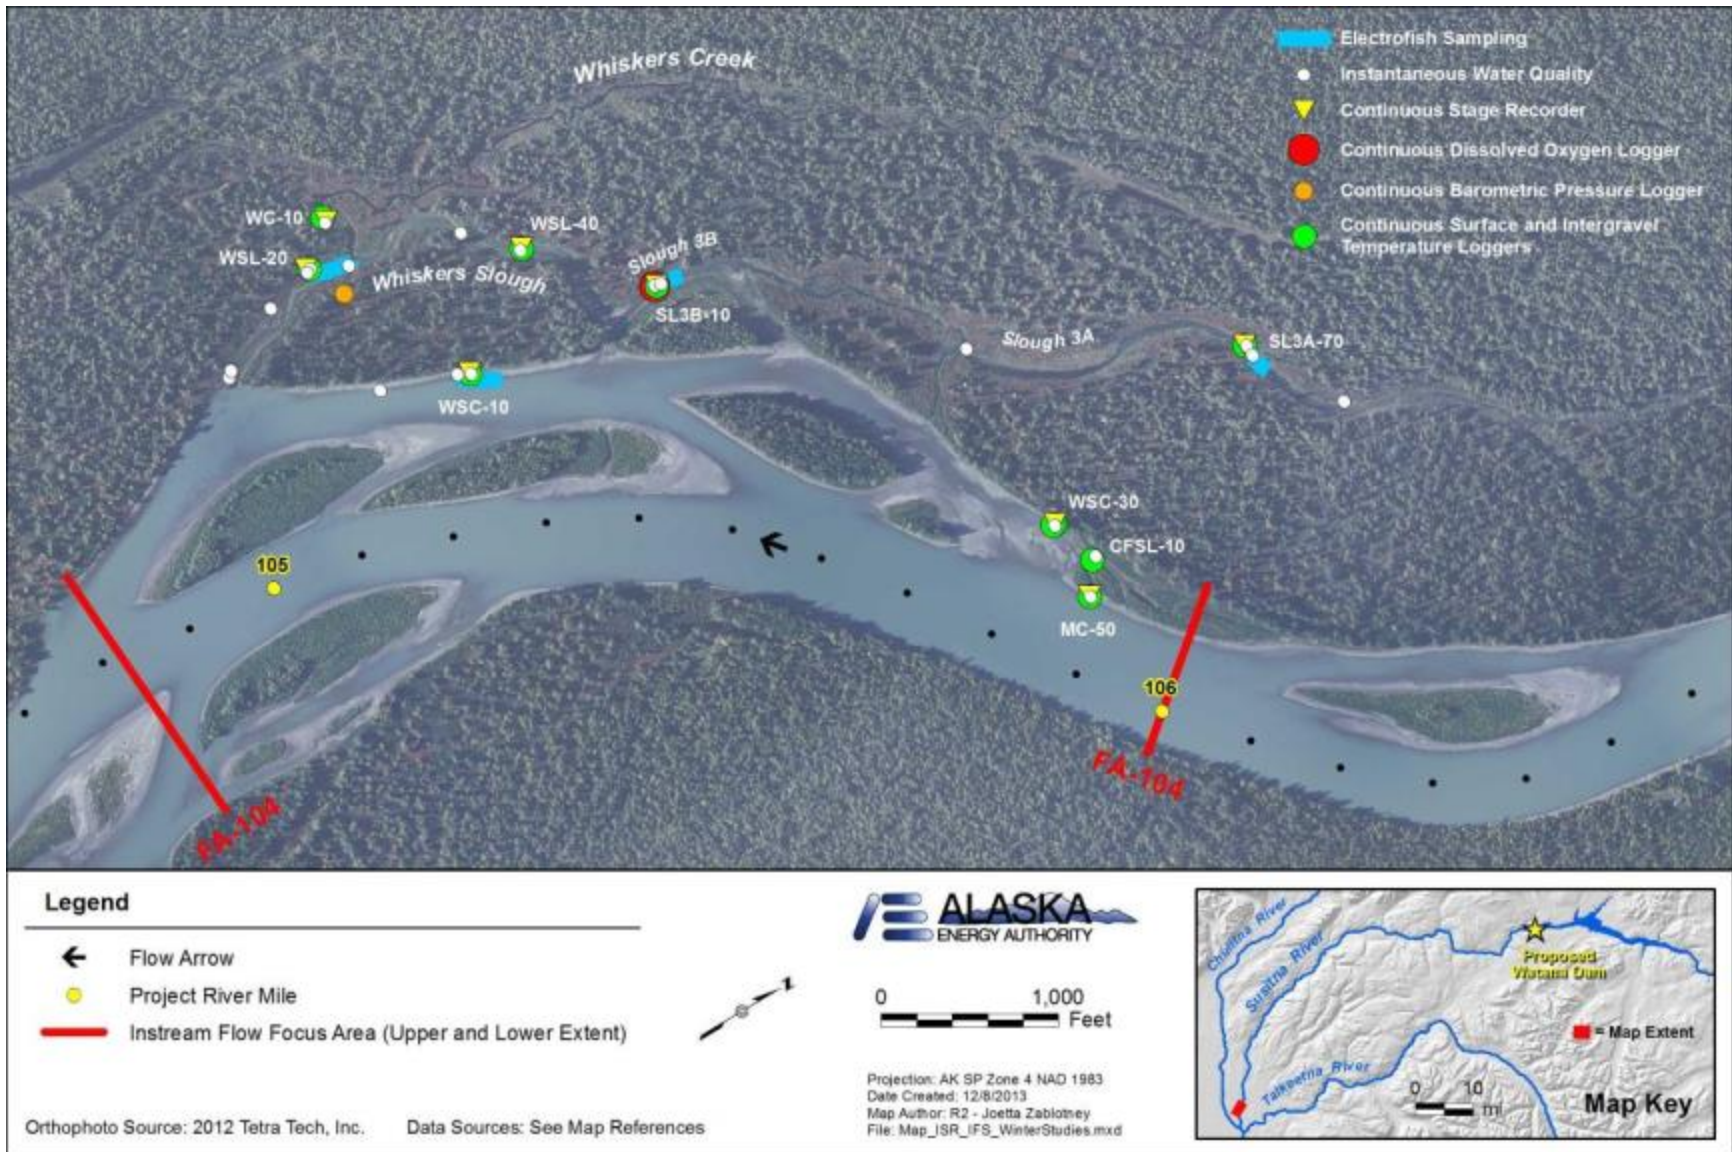 Whiskers Creek
Electrofish Sampling
Instantaneous Water Quality
Continuous Stage Recorder
Continuous Dissolved Oxygen Logger
Continuous Barometric Pressure Logger
Continuous Surface and Intergravel
Temperature Loggers
WC-10
WSL-40
WSL-20
Whiskers Slough
Slough 3B
SL3B-10
Slough 3A
SL3A-70
WSC-10
WSC-30
CFSL-10
MC-50
105
106
FA-104
FA-104
Legend
Flow Arrow
Project River Mile
Instream Flow Focus Area (Upper and Lower Extent)
Orthophoto Source: 2012 Tetra Tech, Inc.
Data Sources: See Map References
ALASKA
ENERGY AUTHORITY
N
0
1,000
Feet
Projection: AK SP Zone 4 NAD 1983
Date Created: 12/8/2013
Map Author: R2 - Joetta Zablotney
File: Map_ISR_IFS_WinterStudies.mxd
Chulitna River
Susitna River
Proposed
Watana Dam
= Map Extent
Talkeetna River
0
10
mi
Map Key